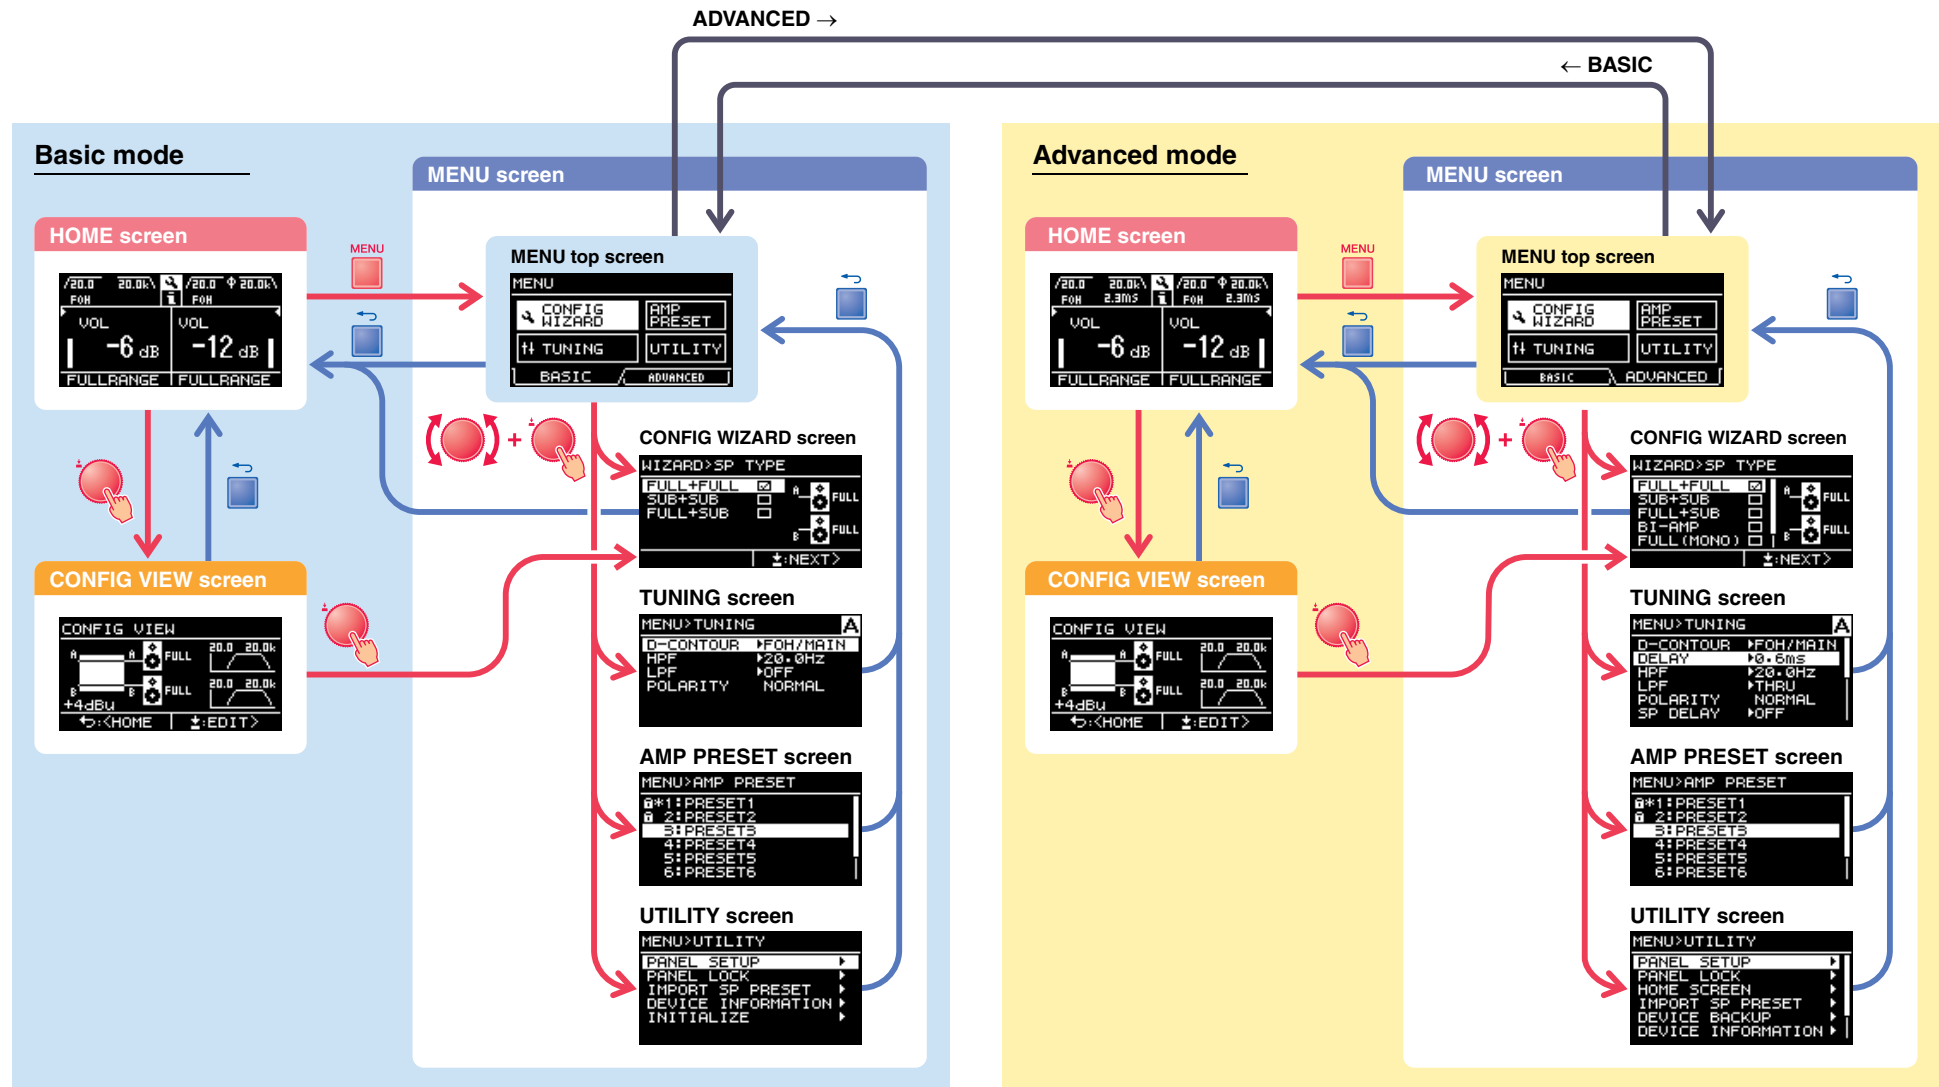 ADVANCED →
← BASIC
Basic mode
MENU screen
HOME screen
/20.0 20.0k\ /20.0 Φ 20.0k\
FOH i FOH
VOL VOL
-6 dB -12 dB
FULLRANGE FULLRANGE
MENU
MENU top screen
MENU
CONFIG WIZARD
AMP PRESET
TUNING
UTILITY
BASIC ADVANCED
+
CONFIG VIEW screen
CONFIG VIEW
A A FULL 20.0 20.0k
B B FULL 20.0 20.0k
+4dBu
:<HOME :EDIT>
CONFIG WIZARD screen
WIZARD>SP TYPE
FULL+FULL
SUB+SUB
FULL+SUB
A FULL
B FULL
:NEXT>
TUNING screen
MENU>TUNING A
D-CONTOUR FOH/MAIN
HPF 20.0Hz
LPF OFF
POLARITY NORMAL
AMP PRESET screen
MENU>AMP PRESET
*1:PRESET1
2:PRESET2
3:PRESET3
4:PRESET4
5:PRESET5
6:PRESET6
UTILITY screen
MENU>UTILITY
PANEL SETUP
PANEL LOCK
IMPORT SP PRESET
DEVICE INFORMATION
INITIALIZE
Advanced mode
MENU screen
HOME screen
/20.0 20.0k\ /20.0 Φ 20.0k\
FOH 2.3ms i FOH 2.3ms
VOL VOL
-6 dB -12 dB
FULLRANGE FULLRANGE
MENU
MENU top screen
MENU
CONFIG WIZARD
AMP PRESET
TUNING
UTILITY
BASIC ADVANCED
+
CONFIG VIEW screen
CONFIG VIEW
A A FULL 20.0 20.0k
B B FULL 20.0 20.0k
+4dBu
:<HOME :EDIT>
CONFIG WIZARD screen
WIZARD>SP TYPE
FULL+FULL
SUB+SUB
FULL+SUB
BI-AMP
FULL(MONO)
A FULL
B FULL
:NEXT>
TUNING screen
MENU>TUNING A
D-CONTOUR FOH/MAIN
DELAY 0.6ms
HPF 20.0Hz
LPF THRU
POLARITY NORMAL
SP DELAY OFF
AMP PRESET screen
MENU>AMP PRESET
*1:PRESET1
2:PRESET2
3:PRESET3
4:PRESET4
5:PRESET5
6:PRESET6
UTILITY screen
MENU>UTILITY
PANEL SETUP
PANEL LOCK
HOME SCREEN
IMPORT SP PRESET
DEVICE BACKUP
DEVICE INFORMATION